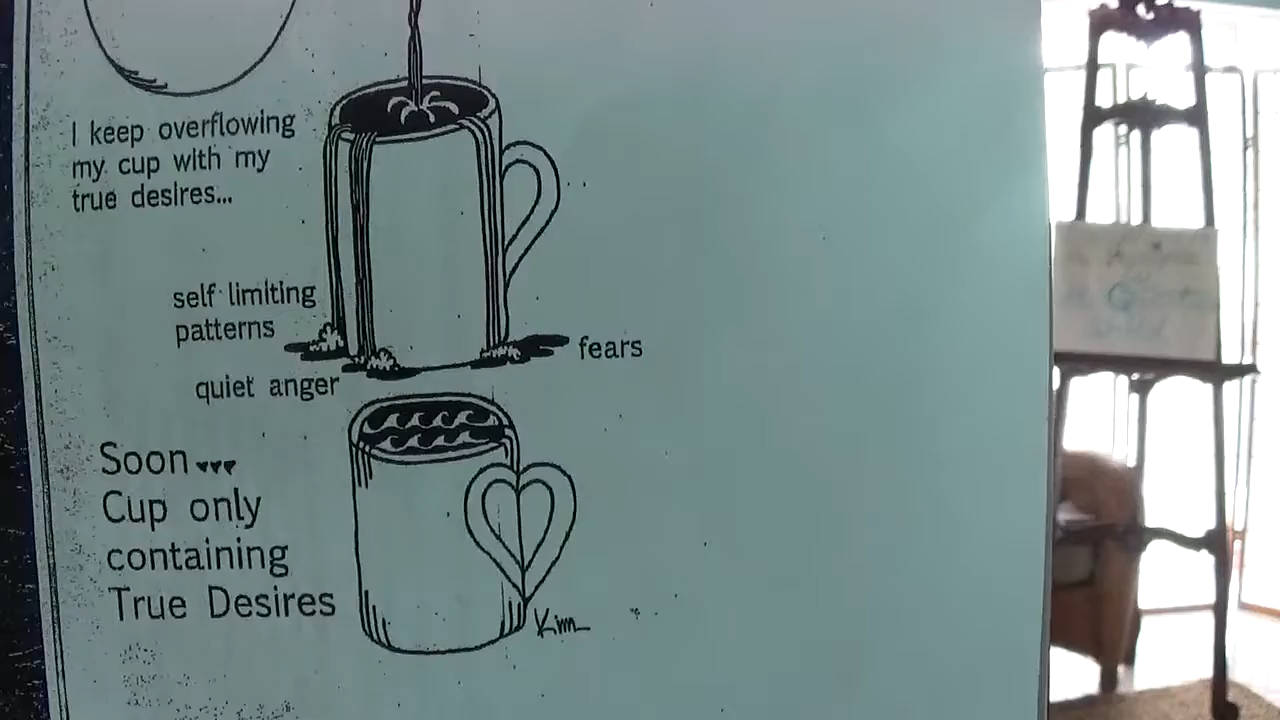 I keep overflowing
my cup with my
true desires...
self limiting
patterns
fears
quiet anger
Soon
Cup only
containing
True Desires
Kim